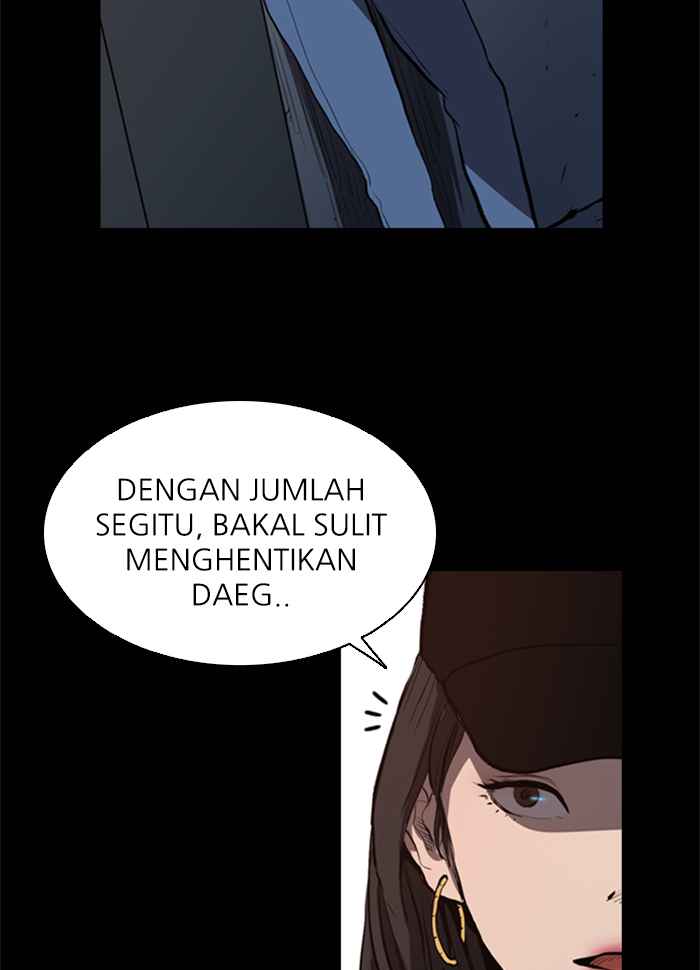 DENGAN JUMLAH
SEGITU, BAKAL SULIT
MENGHENTIKAN
DAEG..